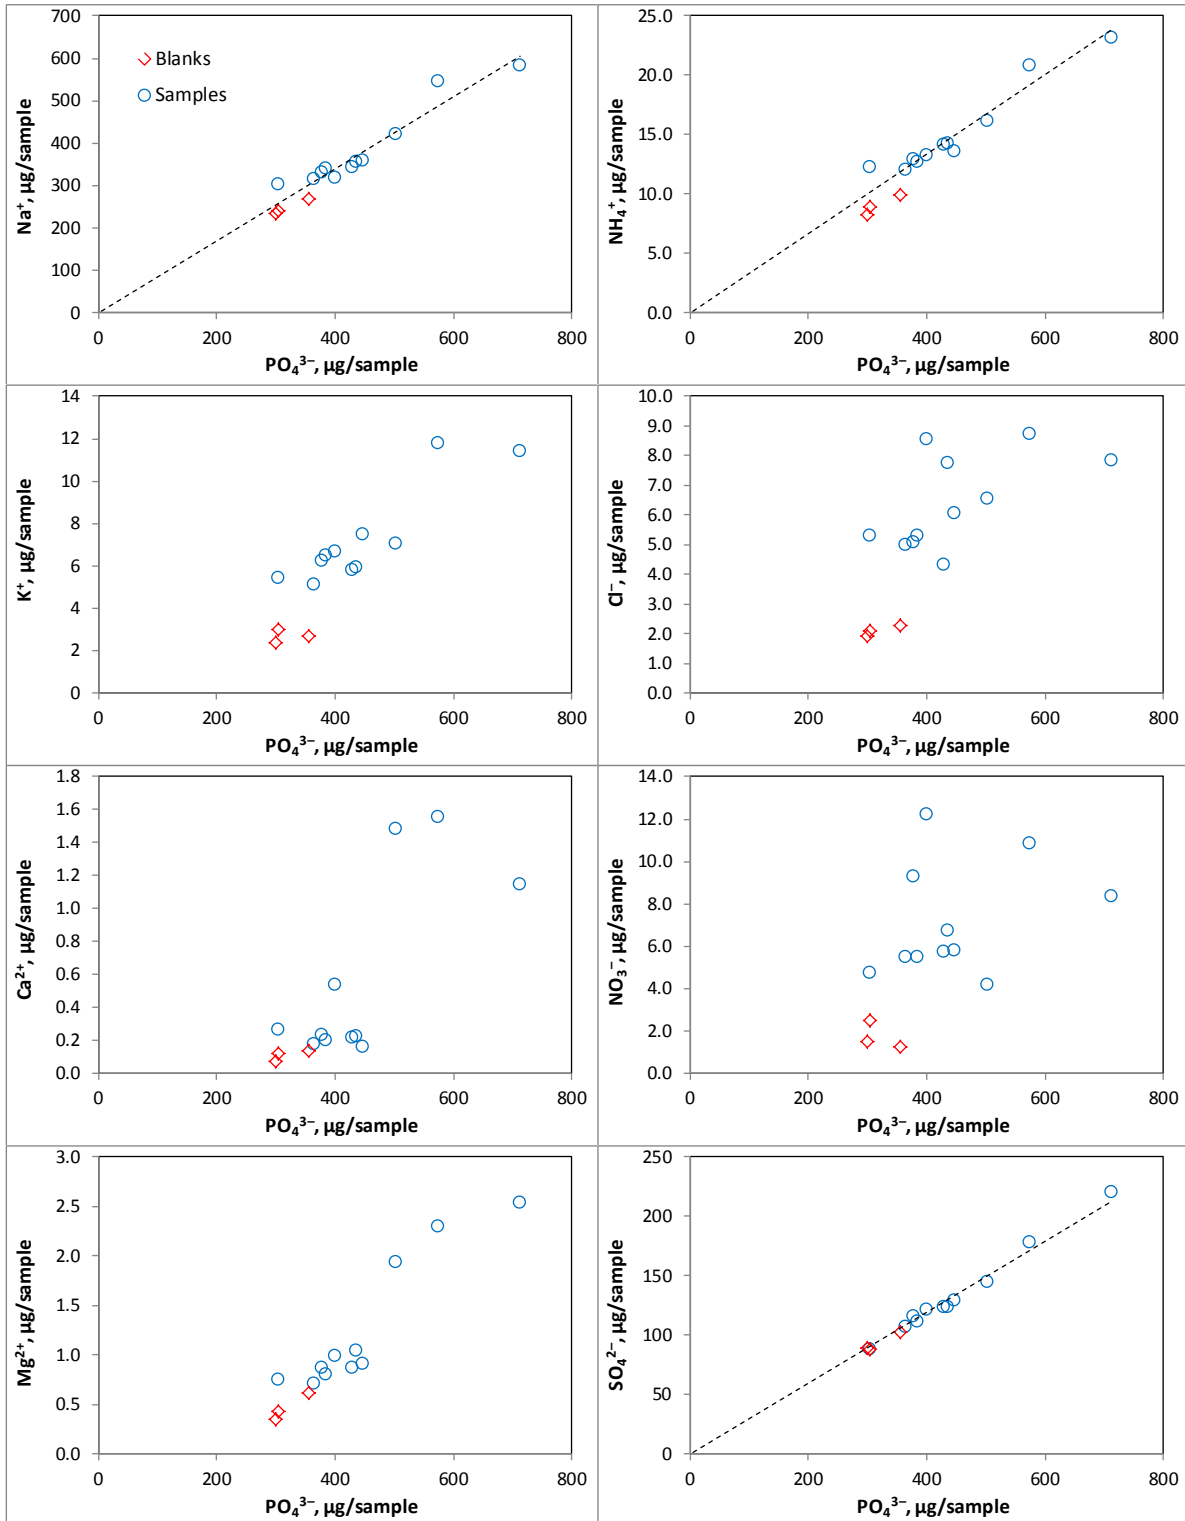 700
600
500
400
300
200
100
0
Na⁺, µg/sample
Blanks
Samples
0 200 400 600 800
PO₄³⁻, µg/sample
25.0
20.0
15.0
10.0
5.0
0.0
NH₄⁺, µg/sample
0 200 400 600 800
PO₄³⁻, µg/sample
14
12
10
8
6
4
2
0
K⁺, µg/sample
0 200 400 600 800
PO₄³⁻, µg/sample
10.0
9.0
8.0
7.0
6.0
5.0
4.0
3.0
2.0
1.0
0.0
Cl⁻, µg/sample
0 200 400 600 800
PO₄³⁻, µg/sample
1.8
1.6
1.4
1.2
1.0
0.8
0.6
0.4
0.2
0.0
Ca²⁺, µg/sample
0 200 400 600 800
PO₄³⁻, µg/sample
14.0
12.0
10.0
8.0
6.0
4.0
2.0
0.0
NO₃⁻, µg/sample
0 200 400 600 800
PO₄³⁻, µg/sample
3.0
2.5
2.0
1.5
1.0
0.5
0.0
Mg²⁺, µg/sample
0 200 400 600 800
PO₄³⁻, µg/sample
250
200
150
100
50
0
SO₄²⁻, µg/sample
0 200 400 600 800
PO₄³⁻, µg/sample